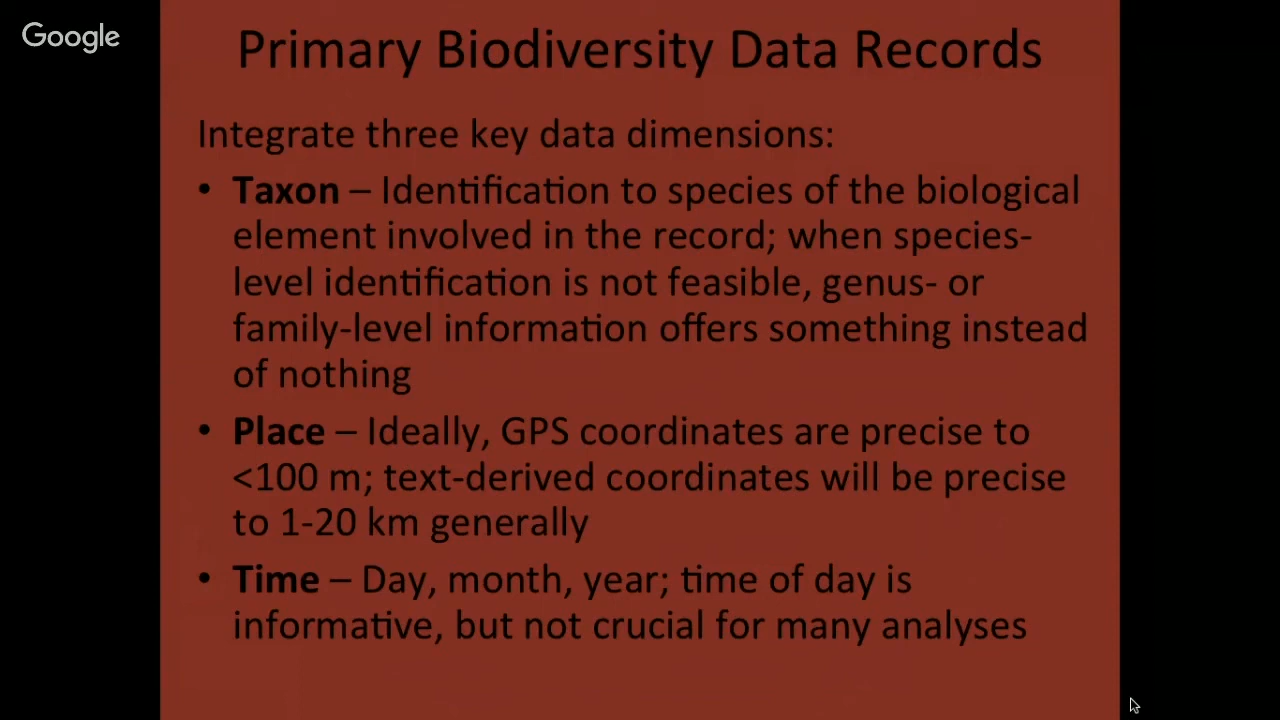 Google
Primary Biodiversity Data Records
Integrate three key data dimensions:
• Taxon – Identification to species of the biological
element involved in the record; when species-
level identification is not feasible, genus- or
family-level information offers something instead
of nothing
• Place – Ideally, GPS coordinates are precise to
<100 m; text-derived coordinates will be precise
to 1-20 km generally
• Time – Day, month, year; time of day is
informative, but not crucial for many analyses